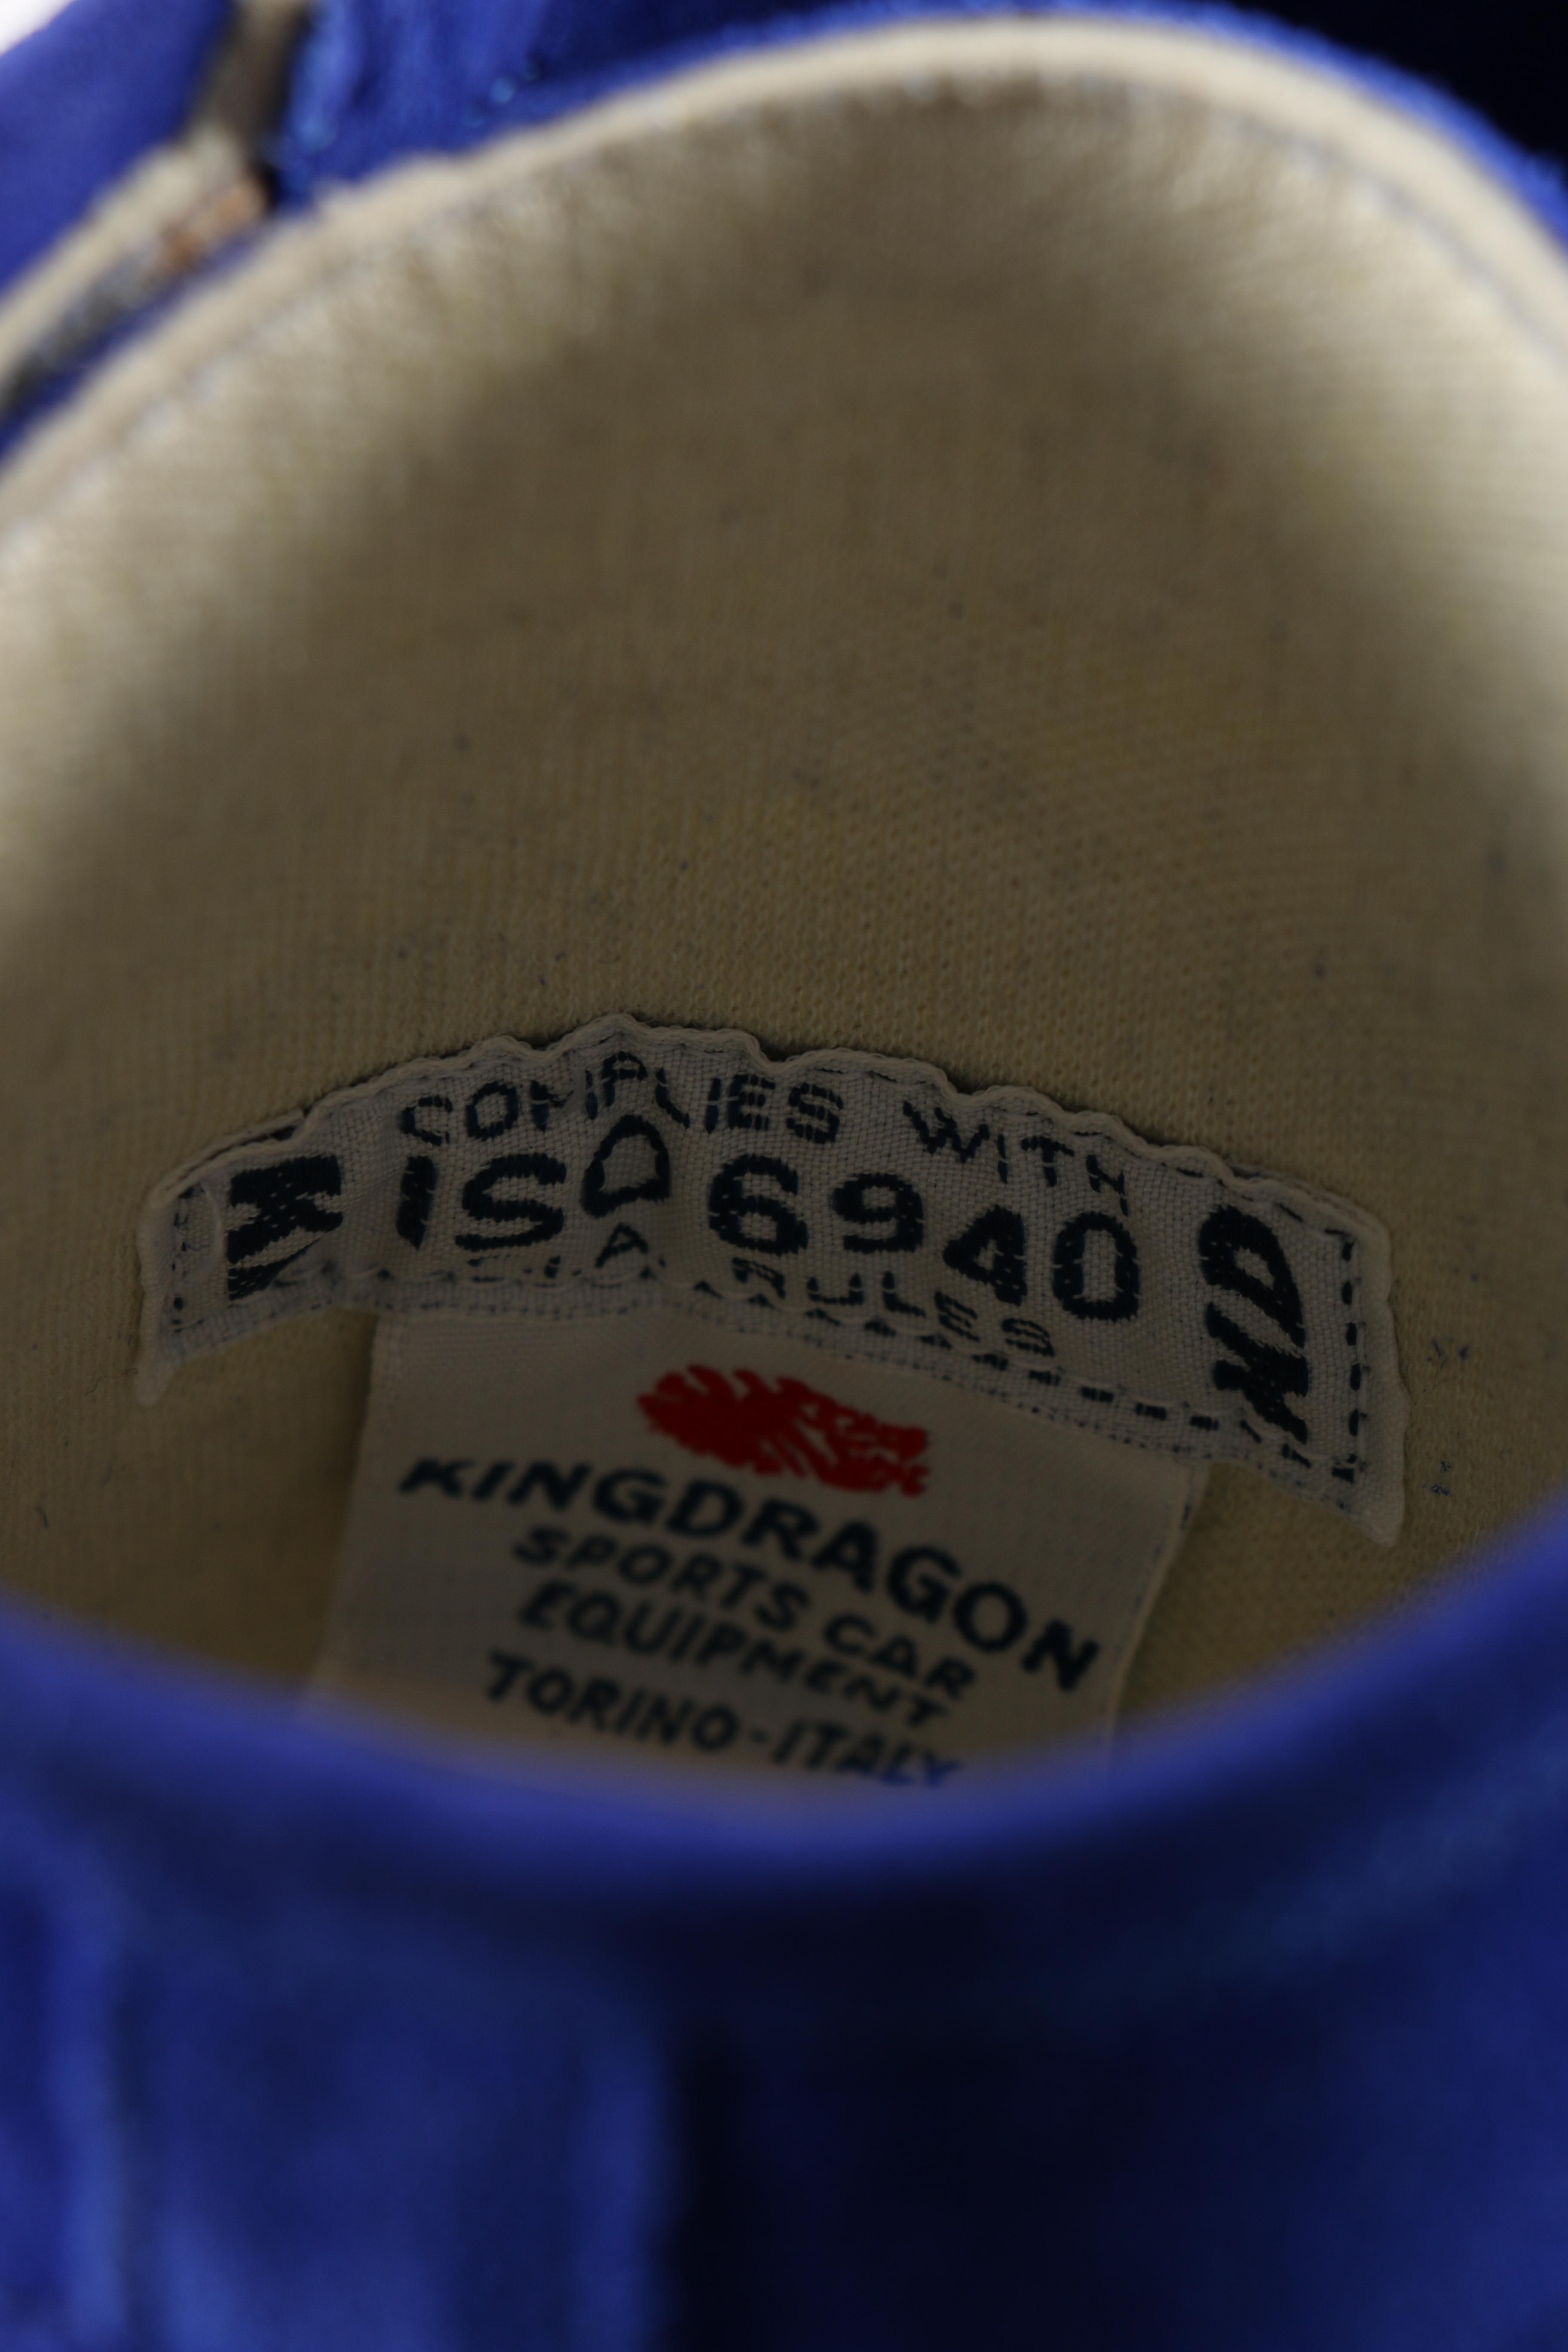 COMPLIES WITH
ISO 6940
RULES
KINGDRAGON
SPORTS CAR
EQUIPMENT
TORINO-ITALY